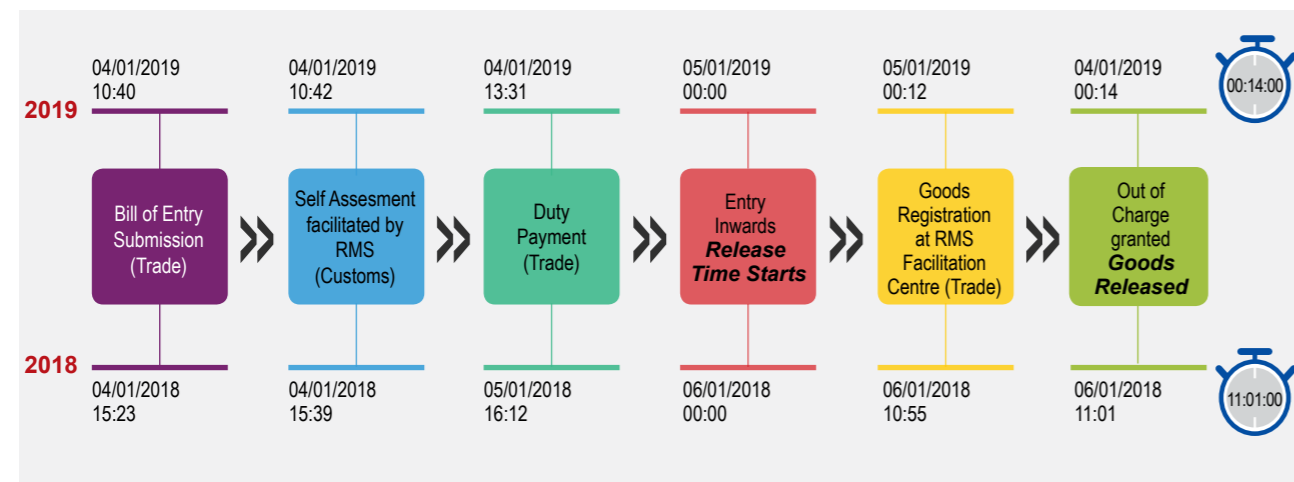 04/01/2019
10:40
04/01/2019
10:42
04/01/2019
13:31
05/01/2019
00:00
05/01/2019
00:12
04/01/2019
00:14
00:14:00
2019
Bill of Entry
Submission
(Trade)
Self Assesment
facilitated by
RMS
(Customs)
Duty
Payment
(Trade)
Entry
Inwards
Release
Time Starts
Goods
Registration
at RMS
Facilitation
Centre (Trade)
Out of
Charge
granted
Goods
Released
2018
04/01/2018
15:23
04/01/2018
15:39
05/01/2018
16:12
06/01/2018
00:00
06/01/2018
10:55
06/01/2018
11:01
11:01:00